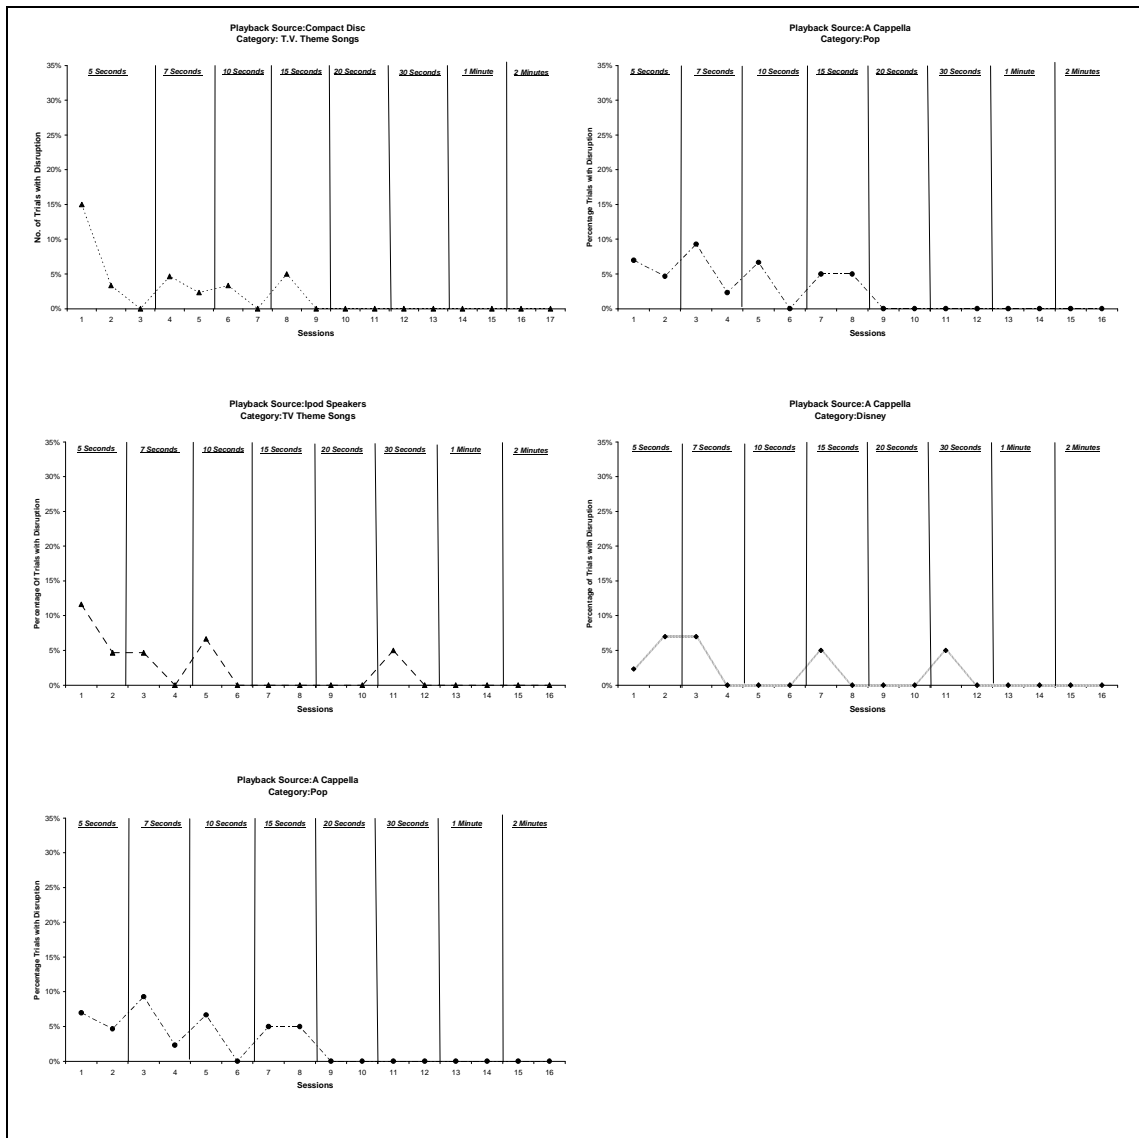 Playback Source:Compact Disc
Category: T.V. Theme Songs
5 Seconds 7 Seconds 10 Seconds 15 Seconds 20 Seconds 30 Seconds 1 Minute 2 Minutes
No. of Trials with Disruption
35%
30%
25%
20%
15%
10%
5%
0%
1 2 3 4 5 6 7 8 9 10 11 12 13 14 15 16 17
Sessions
Playback Source:A Cappella
Category:Pop
5 Seconds 7 Seconds 10 Seconds 15 Seconds 20 Seconds 30 Seconds 1 Minute 2 Minutes
Percentage Trials with Disruption
35%
30%
25%
20%
15%
10%
5%
0%
1 2 3 4 5 6 7 8 9 10 11 12 13 14 15 16
Sessions
Playback Source:Ipod Speakers
Category:TV Theme Songs
5 Seconds 7 Seconds 10 Seconds 15 Seconds 20 Seconds 30 Seconds 1 Minute 2 Minutes
Percentage Of Trials with Disruption
35%
30%
25%
20%
15%
10%
5%
0%
1 2 3 4 5 6 7 8 9 10 11 12 13 14 15 16
Sessions
Playback Source:A Cappella
Category:Disney
5 Seconds 7 Seconds 10 Seconds 15 Seconds 20 Seconds 30 Seconds 1 Minute 2 Minutes
Percentage of Trials with Disruption
35%
30%
25%
20%
15%
10%
5%
0%
1 2 3 4 5 6 7 8 9 10 11 12 13 14 15 16
Sessions
Playback Source:A Cappella
Category:Pop
5 Seconds 7 Seconds 10 Seconds 15 Seconds 20 Seconds 30 Seconds 1 Minute 2 Minutes
Percentage Trials with Disruption
35%
30%
25%
20%
15%
10%
5%
0%
1 2 3 4 5 6 7 8 9 10 11 12 13 14 15 16
Sessions